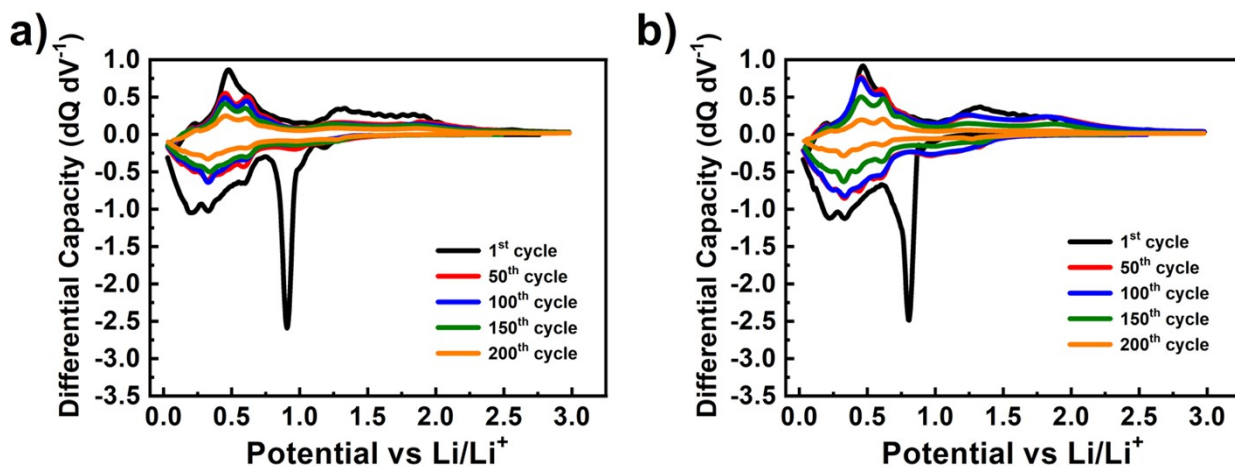 a)
Differential Capacity (dQ dV⁻¹)
1.0
0.5
0.0
-0.5
-1.0
-1.5
-2.0
-2.5
-3.0
-3.5
1st cycle
50th cycle
100th cycle
150th cycle
200th cycle
0.0 0.5 1.0 1.5 2.0 2.5 3.0
Potential vs Li/Li⁺
b)
Differential Capacity (dQ dV⁻¹)
1.0
0.5
0.0
-0.5
-1.0
-1.5
-2.0
-2.5
-3.0
-3.5
1st cycle
50th cycle
100th cycle
150th cycle
200th cycle
0.0 0.5 1.0 1.5 2.0 2.5 3.0
Potential vs Li/Li⁺